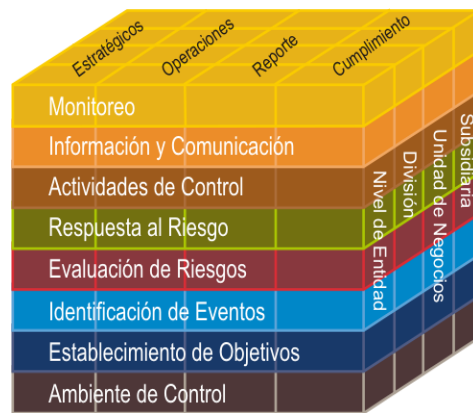 Estratégicos
Operaciones
Reporte
Cumplimiento
Monitoreo
Información y Comunicación
Actividades de Control
Respuesta al Riesgo
Evaluación de Riesgos
Identificación de Eventos
Establecimiento de Objetivos
Ambiente de Control
Nivel de Entidad
División
Unidad de Negocios
Subsidiaria